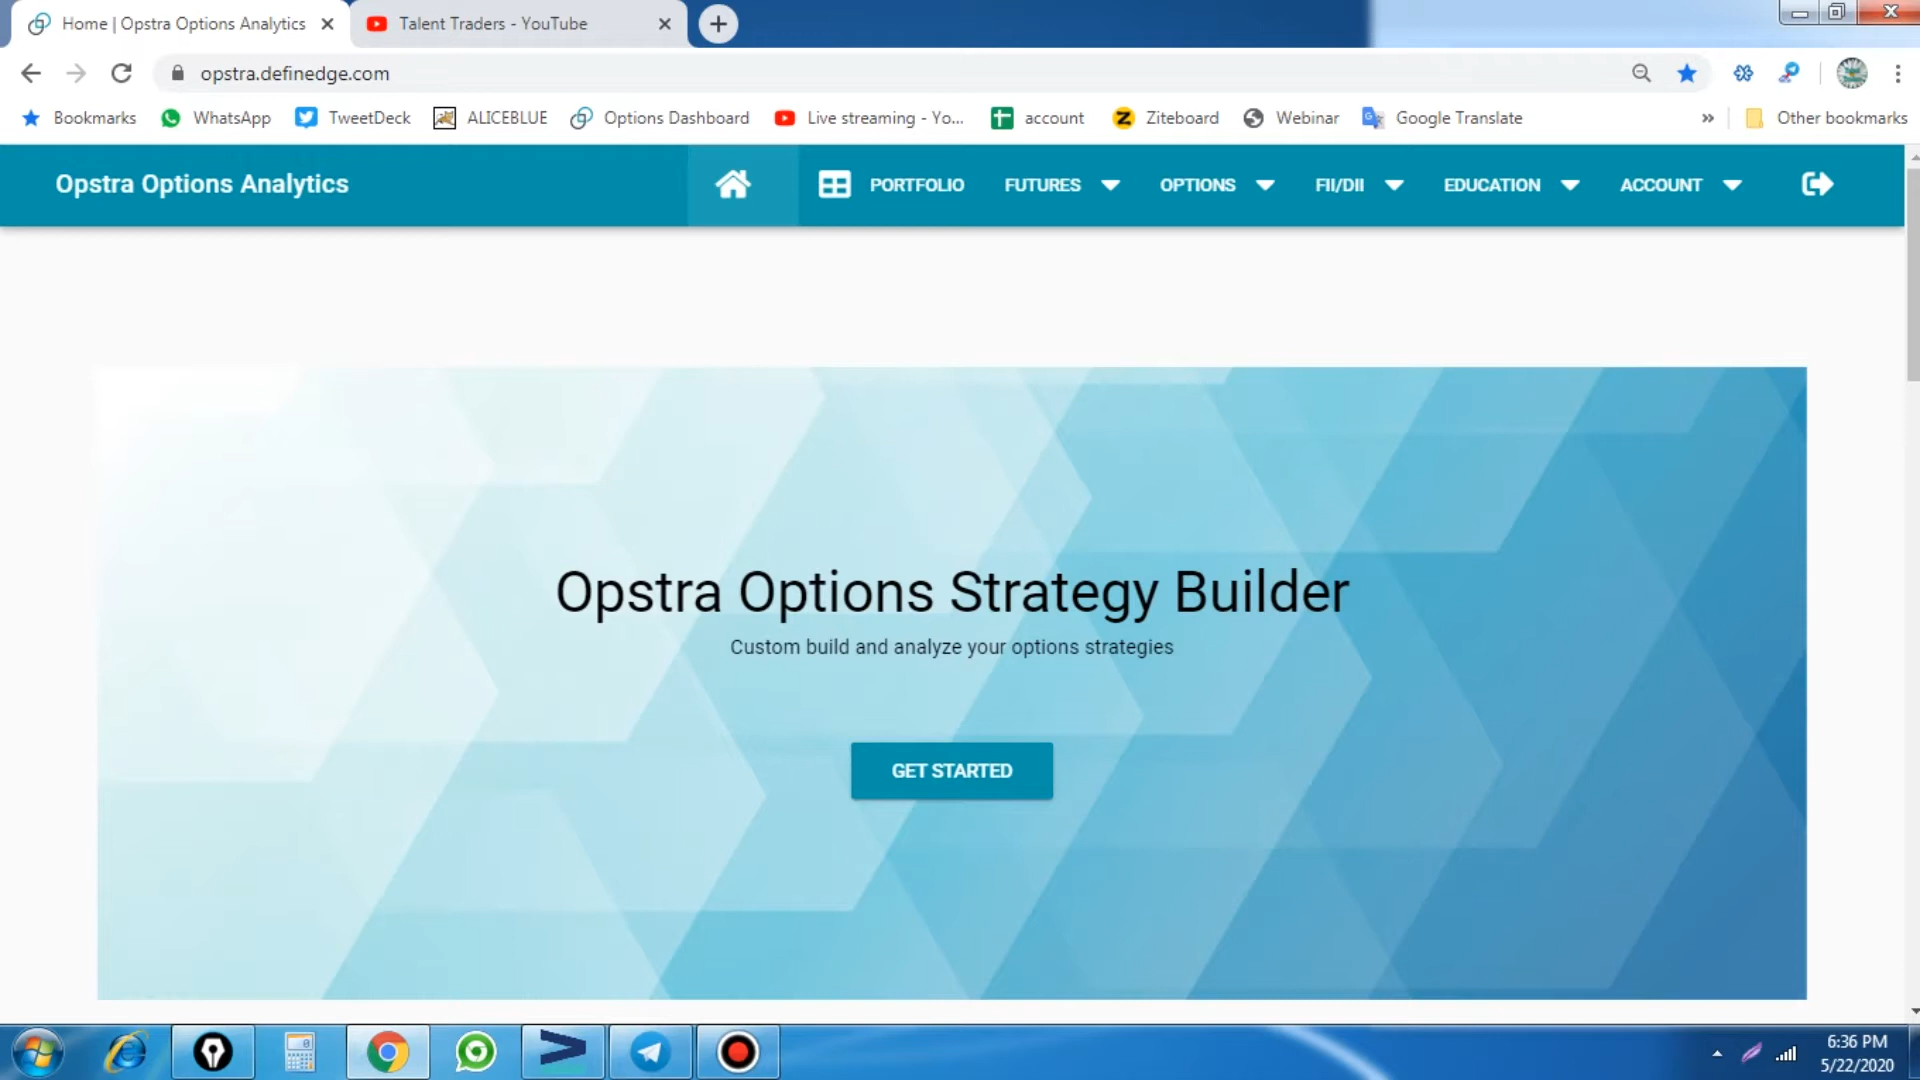 Home | Opstra Options Analytics
Talent Traders - YouTube
opstra.definedge.com
Bookmarks
WhatsApp
TweetDeck
ALICEBLUE
Options Dashboard
Live streaming - Yo...
account
Ziteboard
Webinar
Google Translate
»
Other bookmarks
Opstra Options Analytics
PORTFOLIO
FUTURES
OPTIONS
FII/DII
EDUCATION
ACCOUNT
Opstra Options Strategy Builder
Custom build and analyze your options strategies
GET STARTED
6:36 PM
5/22/2020